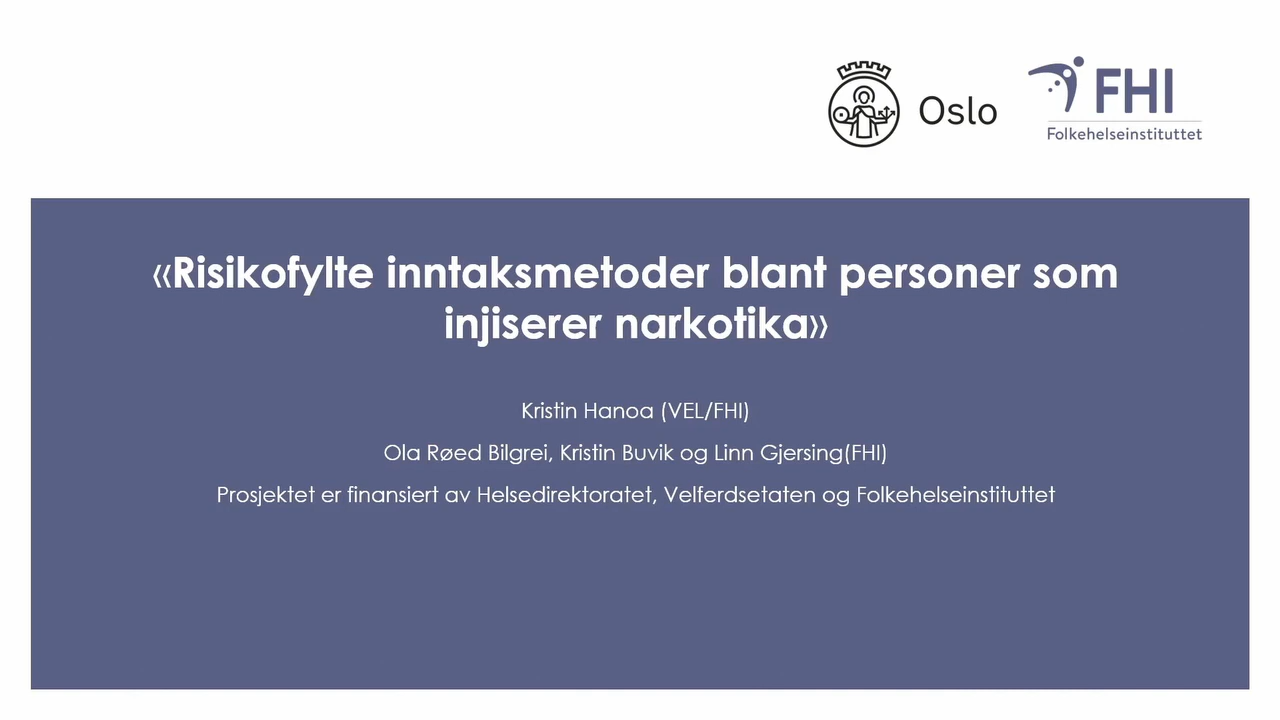 Oslo
FHI
Folkehelseinstituttet
«Risikofylte inntaksmetoder blant personer som
injiserer narkotika»
Kristin Hanoa (VEL/FHI)
Ola Røed Bilgrei, Kristin Buvik og Linn Gjersing(FHI)
Prosjektet er finansiert av Helsedirektoratet, Velferdsetaten og Folkehelseinstituttet